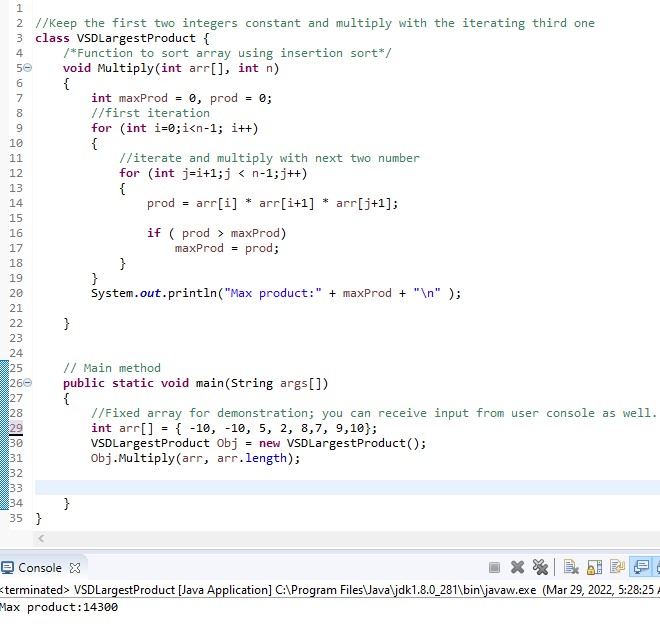 1
2 //Keep the first two integers constant and multiply with the iterating third one
3 class VSDLargestProduct {
4 /*Function to sort array using insertion sort*/
5 void Multiply(int arr[], int n)
6 {
7 int maxProd = 0, prod = 0;
8 //first iteration
9 for (int i=0;i<n-1; i++)
10 {
11 //iterate and multiply with next two number
12 for (int j=i+1;j < n-1;j++)
13 {
14 prod = arr[i] * arr[i+1] * arr[j+1];
15
16 if ( prod > maxProd)
17 maxProd = prod;
18 }
19 }
20 System.out.println("Max product:" + maxProd + "\n" );
21
22 }
23
24
25 // Main method
26 public static void main(String args[])
27 {
28 //Fixed array for demonstration; you can receive input from user console as well.
29 int arr[] = { -10, -10, 5, 2, 8,7, 9,10};
30 VSDLargestProduct Obj = new VSDLargestProduct();
31 Obj.Multiply(arr, arr.length);
32
33
34 }
35 }
Console
<terminated> VSDLargestProduct [Java Application] C:\Program Files\Java\jdk1.8.0_281\bin\javaw.exe (Mar 29, 2022, 5:28:25 A
Max product:14300